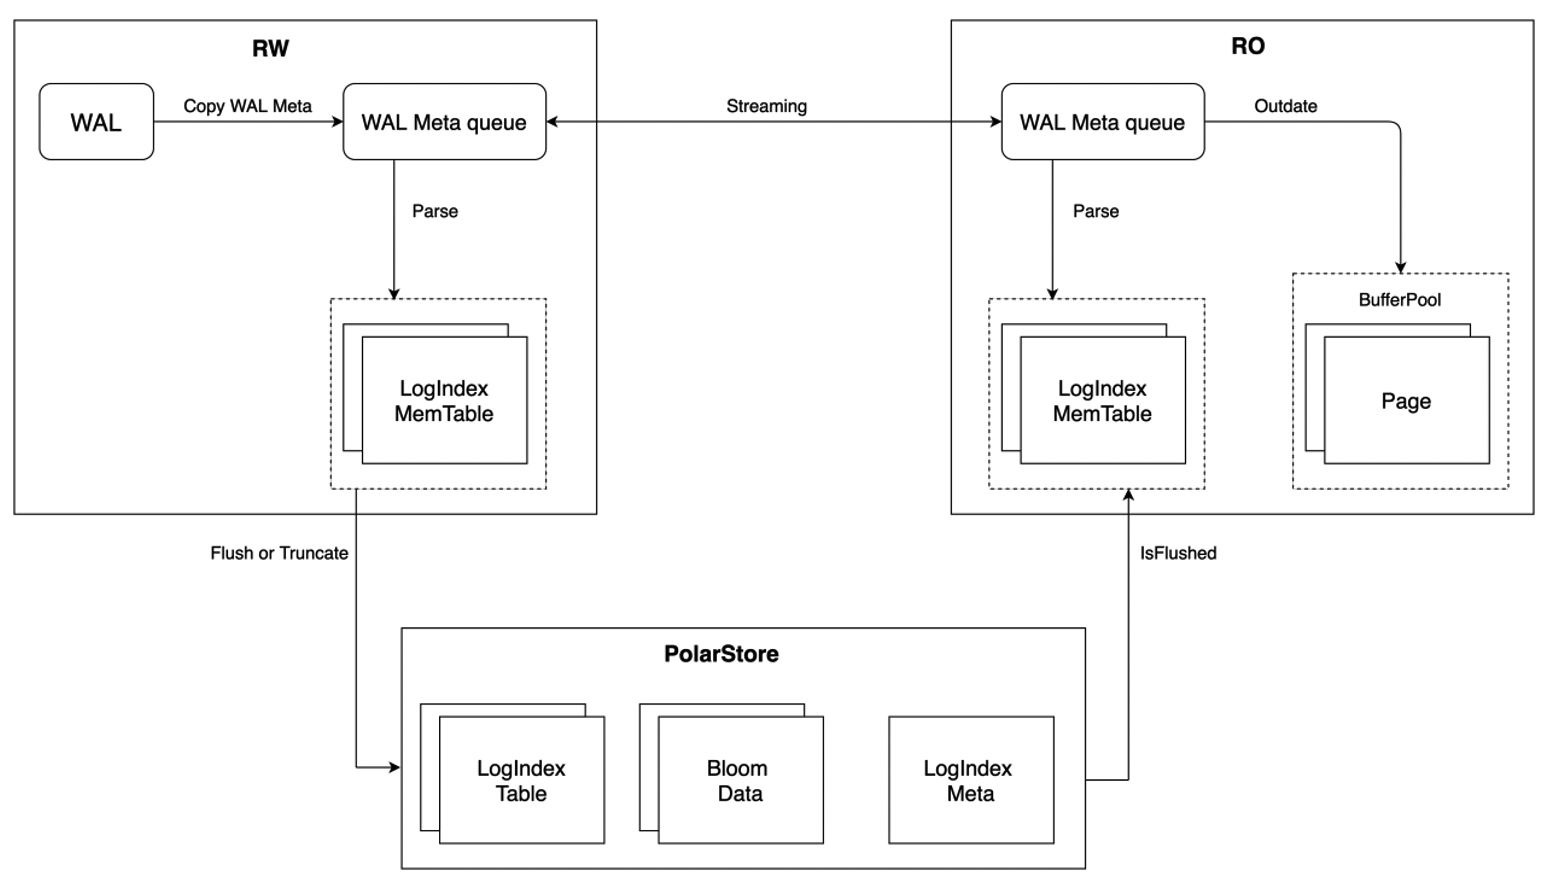 RW
RO
WAL
Copy WAL Meta
WAL Meta queue
Streaming
WAL Meta queue
Outdate
Parse
Parse
BufferPool
LogIndex
MemTable
LogIndex
MemTable
Page
Flush or Truncate
IsFlushed
PolarStore
LogIndex
Table
Bloom
Data
LogIndex
Meta